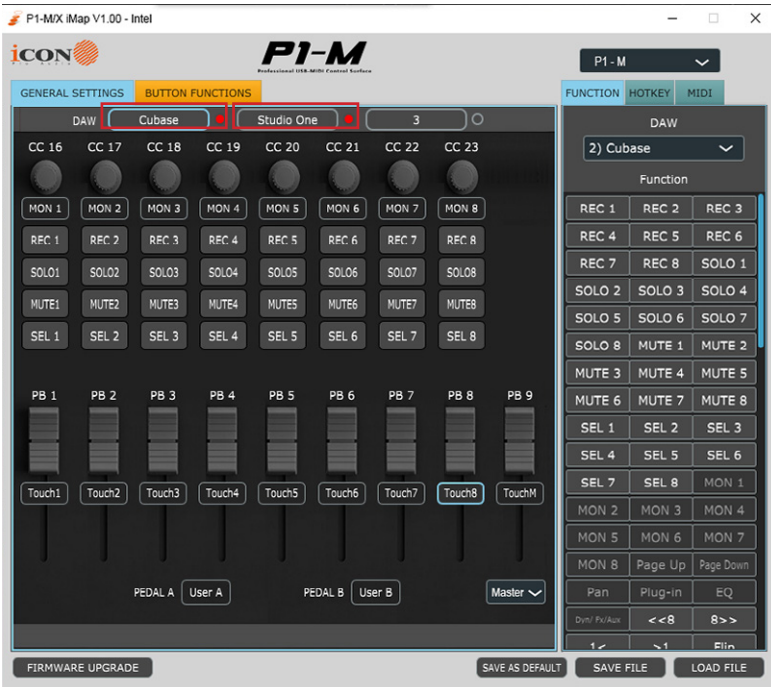 P1-M/X iMap V1.00 - Intel
iCON
Pro Audio
P1-M
Professional USB-MIDI Control Surface
P1 - M
GENERAL SETTINGS BUTTON FUNCTIONS
FUNCTION HOTKEY MIDI
DAW Cubase Studio One 3
CC 16 CC 17 CC 18 CC 19 CC 20 CC 21 CC 22 CC 23
MON 1 MON 2 MON 3 MON 4 MON 5 MON 6 MON 7 MON 8
REC 1 REC 2 REC 3 REC 4 REC 5 REC 6 REC 7 REC 8
SOLO1 SOLO2 SOLO3 SOLO4 SOLO5 SOLO6 SOLO7 SOLO8
MUTE1 MUTE2 MUTE3 MUTE4 MUTE5 MUTE6 MUTE7 MUTE8
SEL 1 SEL 2 SEL 3 SEL 4 SEL 5 SEL 6 SEL 7 SEL 8
PB 1 PB 2 PB 3 PB 4 PB 5 PB 6 PB 7 PB 8 PB 9
Touch1 Touch2 Touch3 Touch4 Touch5 Touch6 Touch7 Touch8 TouchM
PEDAL A User A PEDAL B User B Master
DAW
2) Cubase
Function
REC 1 REC 2 REC 3
REC 4 REC 5 REC 6
REC 7 REC 8 SOLO 1
SOLO 2 SOLO 3 SOLO 4
SOLO 5 SOLO 6 SOLO 7
SOLO 8 MUTE 1 MUTE 2
MUTE 3 MUTE 4 MUTE 5
MUTE 6 MUTE 7 MUTE 8
SEL 1 SEL 2 SEL 3
SEL 4 SEL 5 SEL 6
SEL 7 SEL 8 MON 1
MON 2 MON 3 MON 4
MON 5 MON 6 MON 7
MON 8 Page Up Page Down
Pan Plug-in EQ
Dyn/ Fx/Aux <<8 8>>
1< >1 Flip
FIRMWARE UPGRADE SAVE AS DEFAULT SAVE FILE LOAD FILE